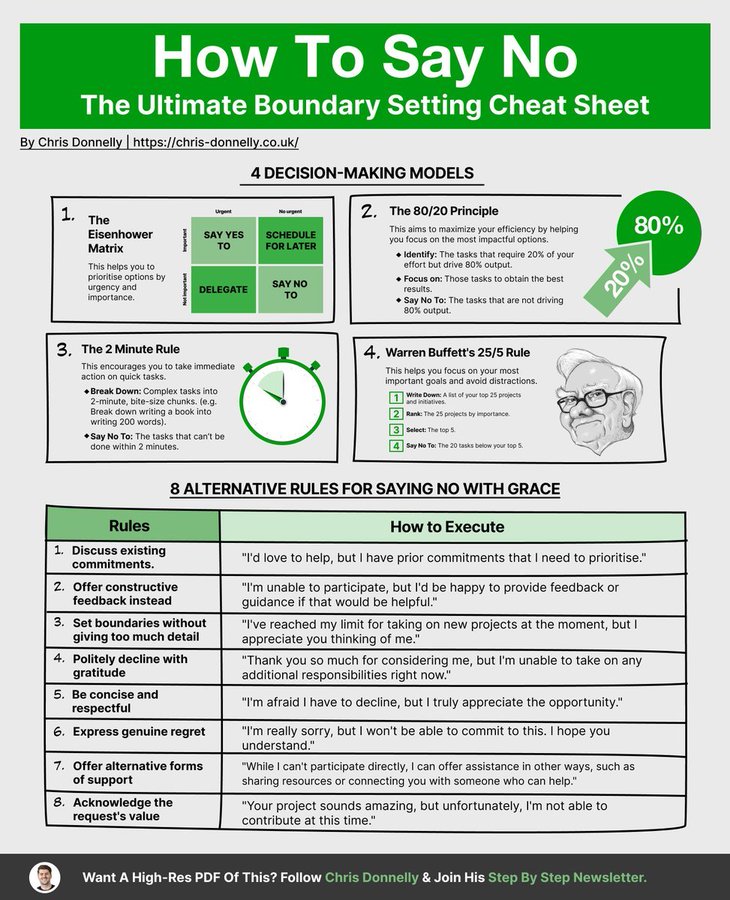 How To Say No
The Ultimate Boundary Setting Cheat Sheet
By Chris Donnelly | https://chris-donnelly.co.uk/
4 DECISION-MAKING MODELS
1.
The
Eisenhower
Matrix
This helps you to
prioritise options by
urgency and
importance.
Urgent
No urgent
Important
Not important
SAY YES
TO
SCHEDULE
FOR LATER
DELEGATE
SAY NO
TO
2. The 80/20 Principle
This aims to maximize your efficiency by helping
you focus on the most impactful options.
◆ Identify: The tasks that require 20% of your
effort but drive 80% output.
◆ Focus on: Those tasks to obtain the best
results.
◆ Say No To: The tasks that are not driving
80% output.
80%
20%
3. The 2 Minute Rule
This encourages you to take immediate
action on quick tasks.
◆ Break Down: Complex tasks into
2-minute, bite-size chunks. (e.g.
Break down writing a book into
writing 200 words).
◆ Say No To: The tasks that can't be
done within 2 minutes.
4. Warren Buffett's 25/5 Rule
This helps you focus on your most
important goals and avoid distractions.
1 Write Down: A list of your top 25 projects
and initiatives.
2 Rank: The 25 projects by importance.
3 Select: The top 5.
4 Say No To: The 20 tasks below your top 5.
8 ALTERNATIVE RULES FOR SAYING NO WITH GRACE
Rules
How to Execute
1. Discuss existing
commitments.
"I'd love to help, but I have prior commitments that I need to prioritise."
2. Offer constructive
feedback instead
"I'm unable to participate, but I'd be happy to provide feedback or
guidance if that would be helpful."
3. Set boundaries without
giving too much detail
"I've reached my limit for taking on new projects at the moment, but I
appreciate you thinking of me."
4. Politely decline with
gratitude
"Thank you so much for considering me, but I'm unable to take on any
additional responsibilities right now."
5. Be concise and
respectful
"I'm afraid I have to decline, but I truly appreciate the opportunity."
6. Express genuine regret
"I'm really sorry, but I won't be able to commit to this. I hope you
understand."
7. Offer alternative forms
of support
"While I can't participate directly, I can offer assistance in other ways, such as
sharing resources or connecting you with someone who can help."
8. Acknowledge the
request's value
"Your project sounds amazing, but unfortunately, I'm not able to
contribute at this time."
Want A High-Res PDF Of This? Follow Chris Donnelly & Join His Step By Step Newsletter.